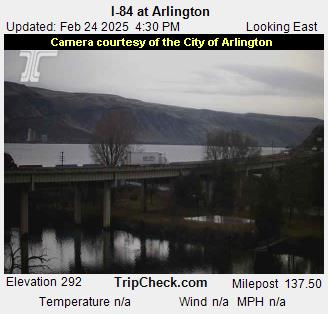 I-84 at Arlington
Updated: Feb 24 2025 4:30 PM Looking East
Camera courtesy of the City of Arlington
Elevation 292 TripCheck.com Milepost 137.50
Temperature n/a Wind n/a MPH n/a